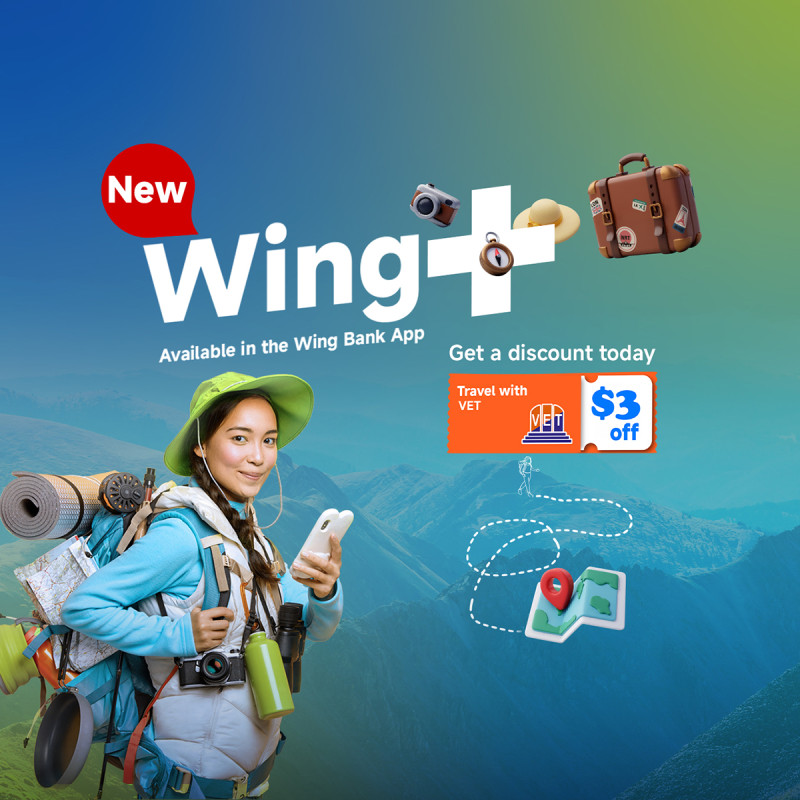 New
Wing+
Available in the Wing Bank App
Get a discount today
Travel with
VET
VET
$3
off